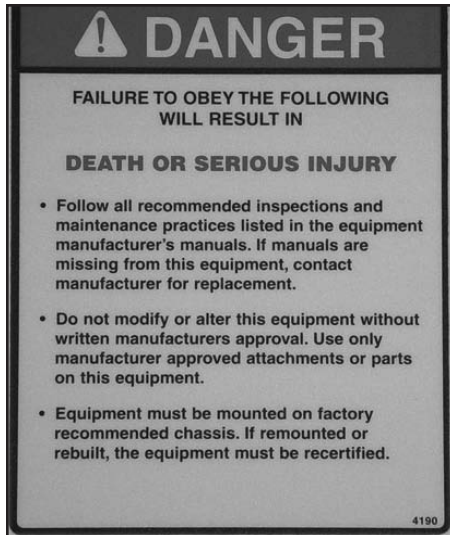 DANGER
FAILURE TO OBEY THE FOLLOWING
WILL RESULT IN
DEATH OR SERIOUS INJURY
• Follow all recommended inspections and
maintenance practices listed in the equipment
manufacturer's manuals. If manuals are
missing from this equipment, contact
manufacturer for replacement.
• Do not modify or alter this equipment without
written manufacturers approval. Use only
manufacturer approved attachments or parts
on this equipment.
• Equipment must be mounted on factory
recommended chassis. If remounted or
rebuilt, the equipment must be recertified.
4190